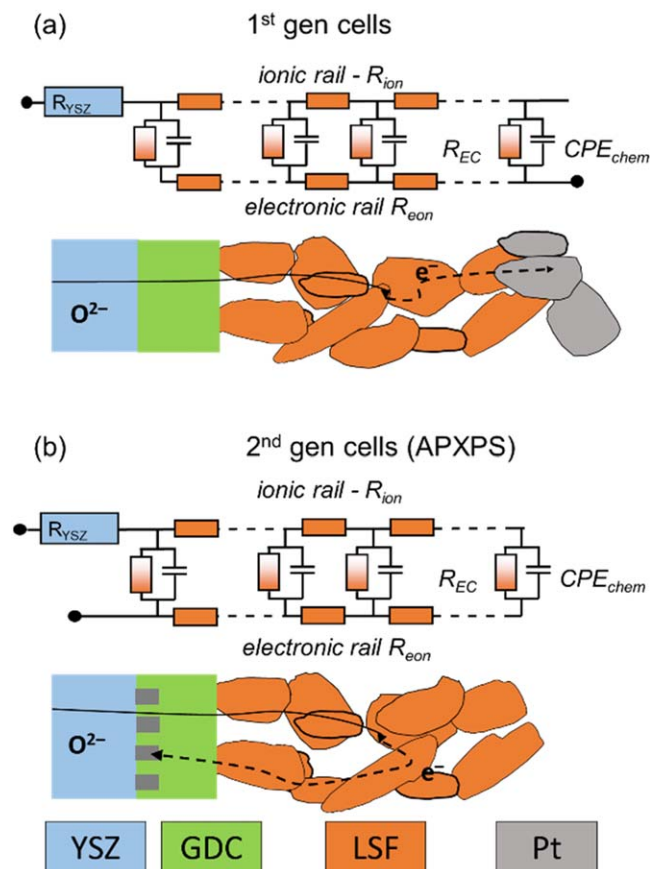 (a) 1st gen cells
ionic rail - Rion
RYSZ
REC CPEchem
electronic rail Reon
e–
O2–
(b) 2nd gen cells (APXPS)
ionic rail - Rion
RYSZ
REC CPEchem
electronic rail Reon
O2–
e–
YSZ GDC LSF Pt